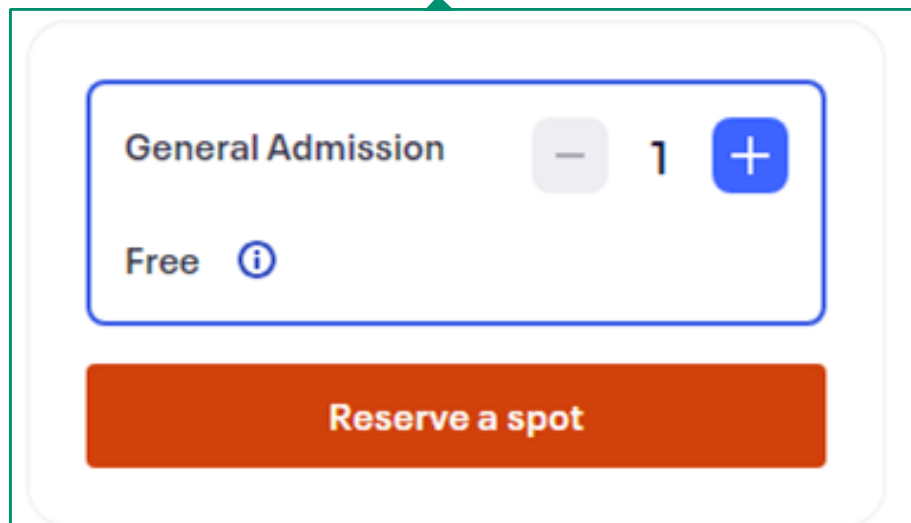 General Admission − 1 +
Free ⓘ
Reserve a spot